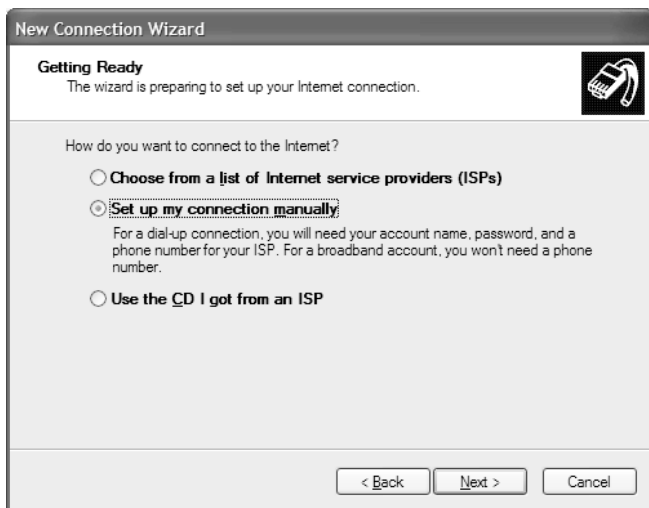 New Connection Wizard
Getting Ready
The wizard is preparing to set up your Internet connection.
How do you want to connect to the Internet?
Choose from a list of Internet service providers (ISPs)
Set up my connection manually
For a dial-up connection, you will need your account name, password, and a
phone number for your ISP. For a broadband account, you won't need a phone
number.
Use the CD I got from an ISP
< Back Next > Cancel